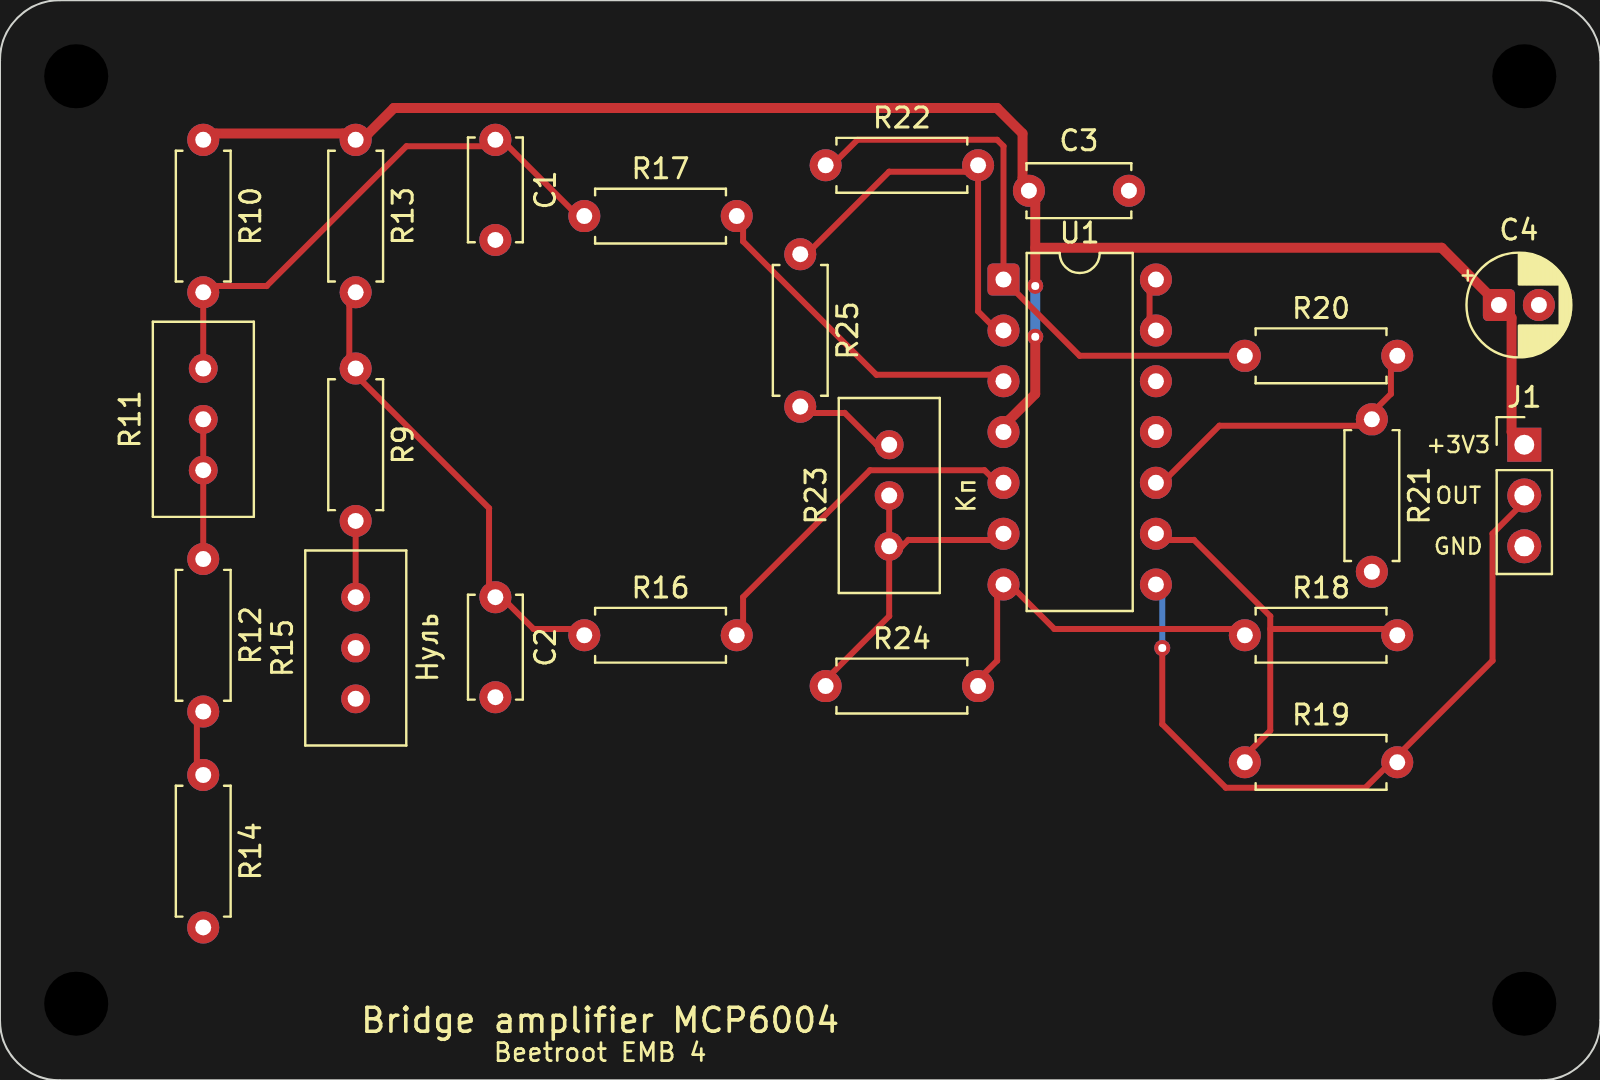 R22
C3
R17
C1
R10
R13
U1
C4
+
R20
R25
J1
R11
R9
+3V3
R23
Кп
R21
OUT
GND
R16
R18
R12
R15
Нуль
C2
R24
R19
R14
Bridge amplifier MCP6004
Beetroot EMB 4